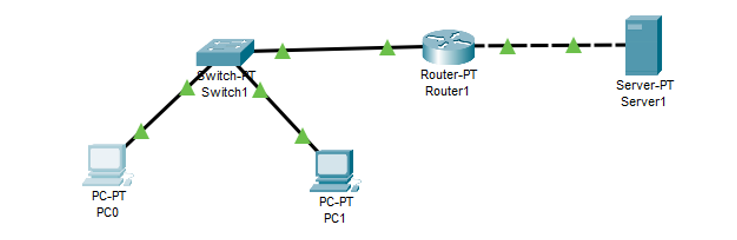 Switch-PT
Switch1
Router-PT
Router1
Server-PT
Server1
PC-PT
PC0
PC-PT
PC1